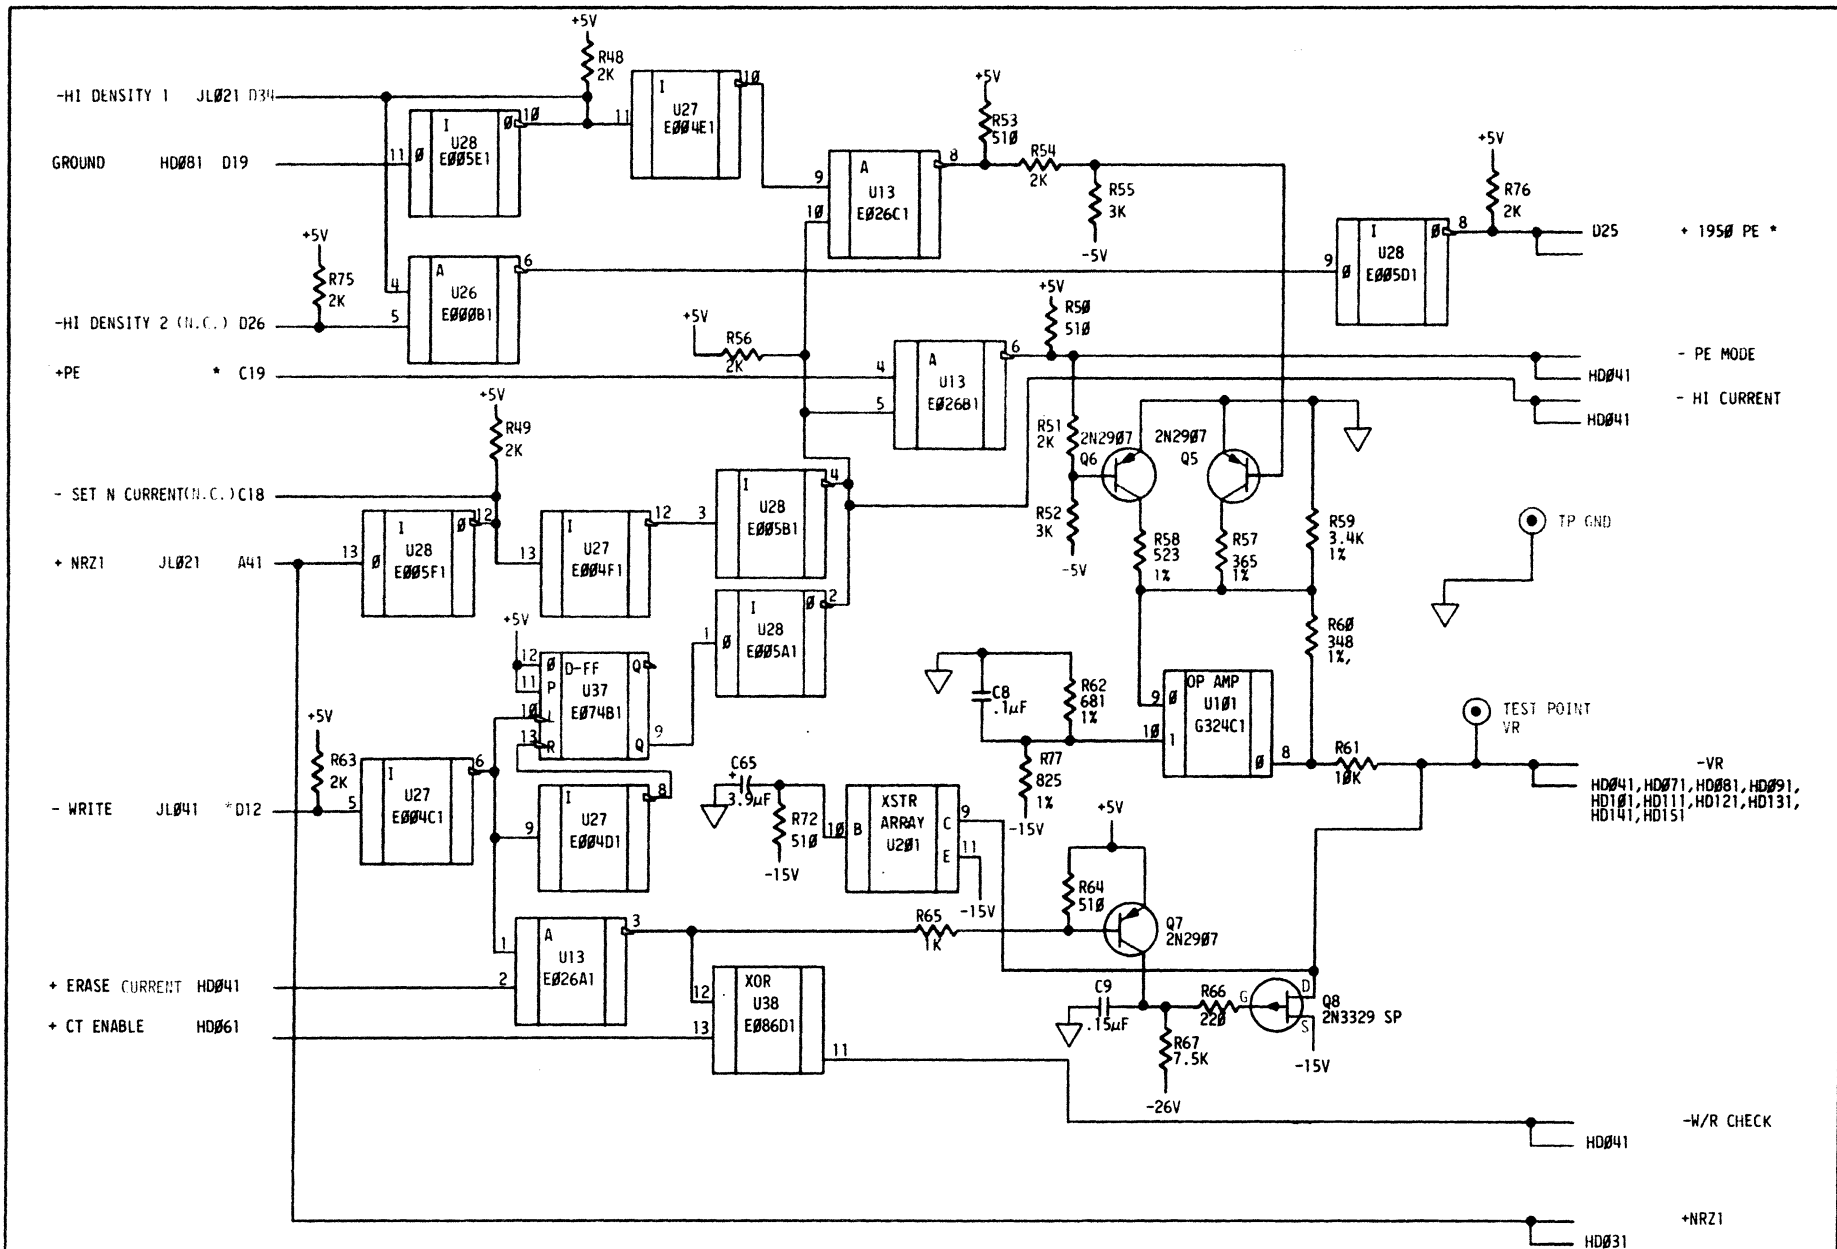 +5V
R48
2K
-HI DENSITY 1 JLØ21 D34
10
I
U28
EØØ5E1
Ø
11
Ø
11
I
U27
EØØ4E1
10
GROUND HDØ81 D19
+5V
R53
51Ø
R54
2K
R55
3K
-5V
9
10
A
U13
EØ26C1
8
+5V
R76
2K
9
Ø
I
U28
EØØ5D1
Ø
8
D25 + 195Ø PE *
+5V
R75
2K
4
5
A
U26
EØØØB1
6
-HI DENSITY 2 (N.C.) D26
+5V
R56
2K
+5V
R5Ø
51Ø
+PE * C19
4
5
A
U13
EØ26B1
6
- PE MODE
HDØ41
- HI CURRENT
HDØ41
+5V
R49
2K
R51
2K
2N29Ø7
Q6
2N29Ø7
Q5
R52
3K
-5V
R58
523
1%
R57
365
1%
R59
3.4K
1%
TP GND
- SET N CURRENT(N.C.)C18
+ NRZ1 JLØ21 A41
13
Ø
I
U28
EØØ5F1
Ø
12
13
I
U27
EØØ4F1
12
3
I
U28
EØØ5B1
4
1
Ø
I
U28
EØØ5A1
Ø
2
R6Ø
348
1%,
+5V
12
11
10
13
Ø
P
L
R
D-FF
U37
EØ74B1
Q
Q
9
C8
.1µF
R62
681
1%
9
10
Ø
1
OP AMP
U1Ø1
G324C1
Ø
8
R61
1ØK
TEST POINT
VR
-VR
HDØ41,HDØ71,HDØ81,HDØ91,
HD1Ø1,HD111,HD121,HD131,
HD141,HD151
R77
825
1%
-15V
+5V
R63
2K
- WRITE JLØ41 *D12
5
I
U27
EØØ4C1
6
9
I
U27
EØØ4D1
8
C65
+
3.9µF
R72
51Ø
-15V
10
B
XSTR
ARRAY
U2Ø1
C
E
9
11
-15V
+5V
R64
51Ø
Q7
2N29Ø7
R65
1K
1
2
A
U13
EØ26A1
3
+ ERASE CURRENT HDØ41
+ CT ENABLE HDØ61
12
13
XOR
U38
EØ86D1
11
C9
.15µF
R66
22Ø
R67
7.5K
-26V
G
D
S
Q8
2N3329 SP
-15V
-W/R CHECK
HDØ41
+NRZ1
HDØ31